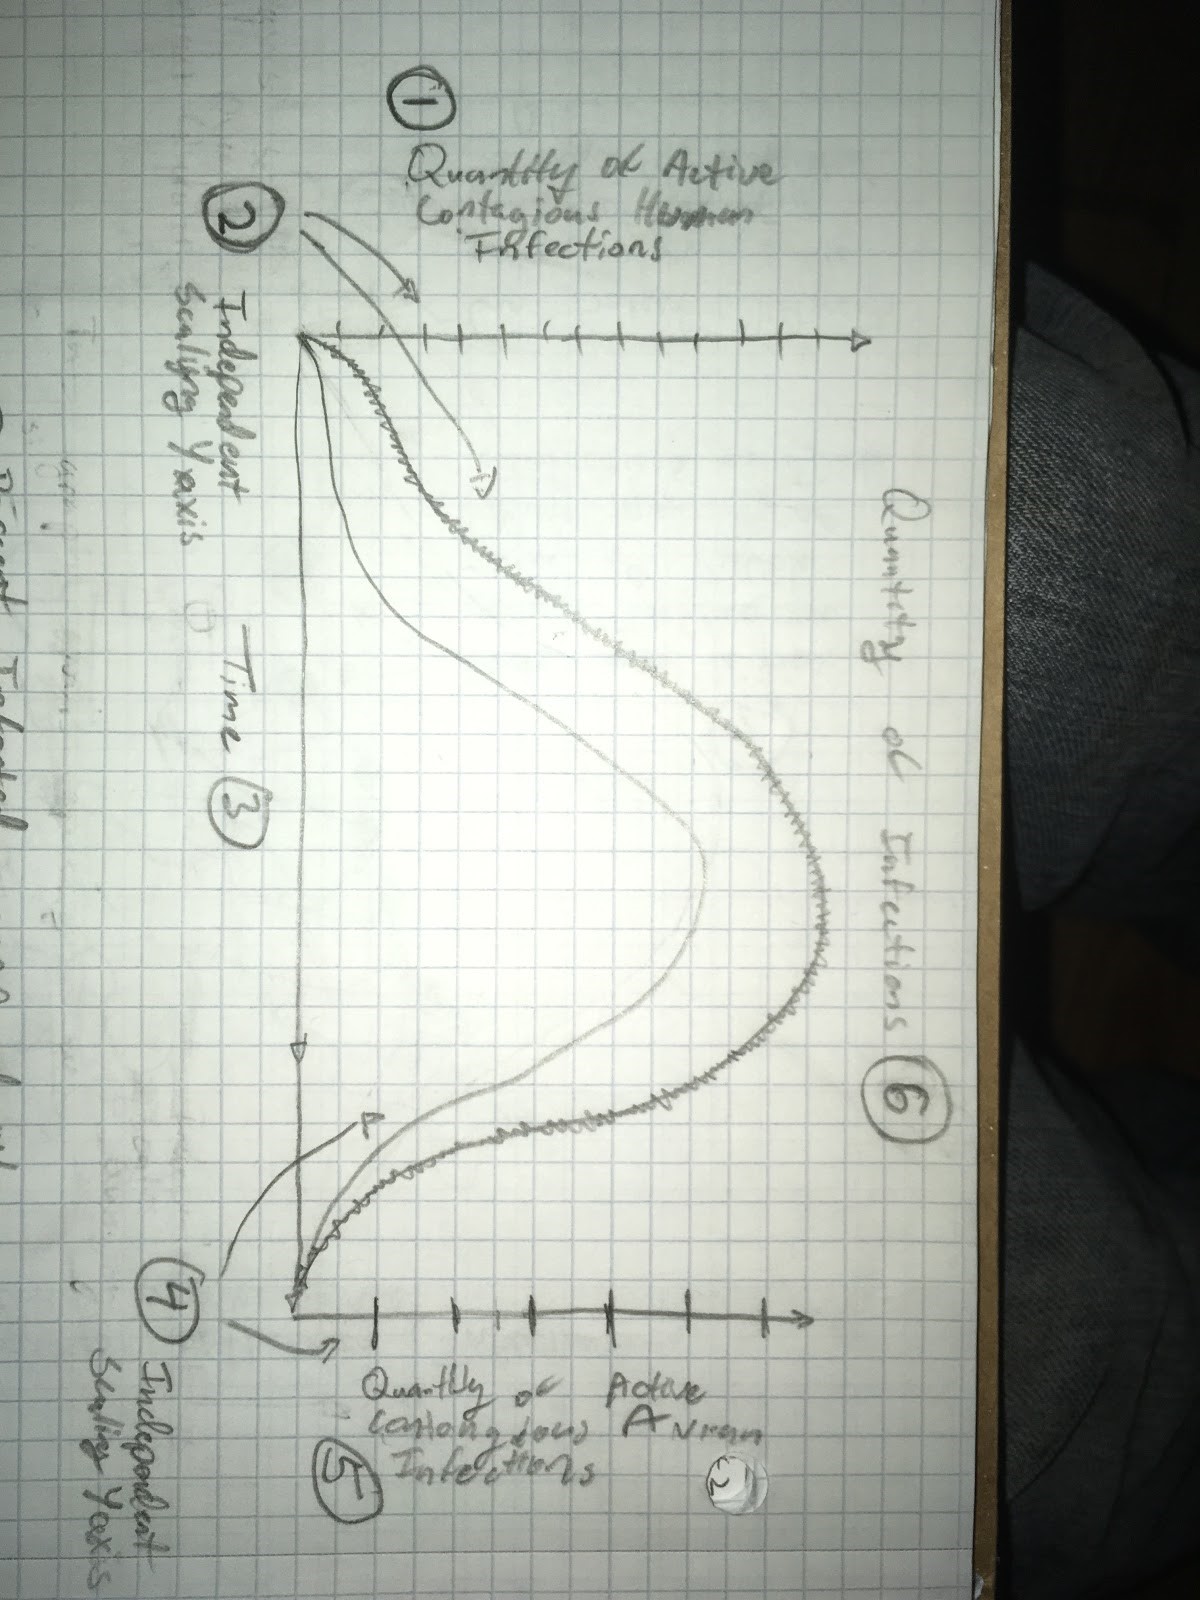 Quantity of Infections 6
1
Quantity of Active
Contagious Human
Infections
2 Independent
Scaling Y axis
Time 3
4 Independent
Scaling Y axis
Quantity of Active
Contongious Avian
Infections
5